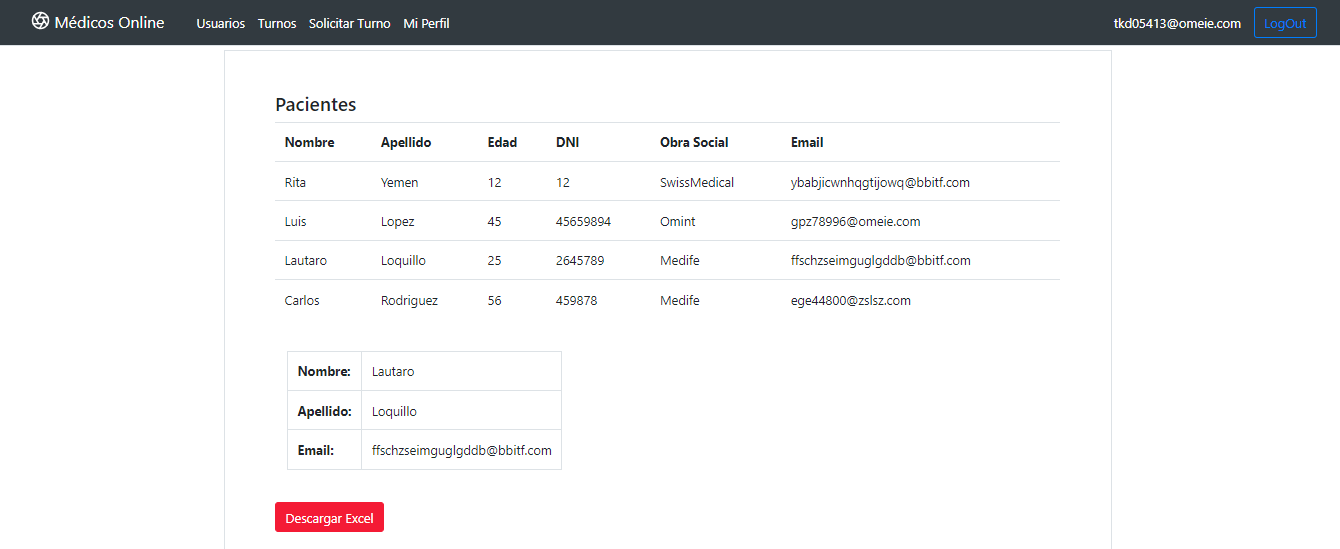 Médicos Online Usuarios Turnos Solicitar Turno Mi Perfil tkd05413@omeie.com LogOut
Pacientes
Nombre Apellido Edad DNI Obra Social Email
Rita Yemen 12 12 SwissMedical ybabjicwnhqgtijowq@bbitf.com
Luis Lopez 45 45659894 Omint gpz78996@omeie.com
Lautaro Loquillo 25 2645789 Medife ffschzseimguglgddb@bbitf.com
Carlos Rodriguez 56 459878 Medife ege44800@zslsz.com
Nombre: Lautaro
Apellido: Loquillo
Email: ffschzseimguglgddb@bbitf.com
Descargar Excel